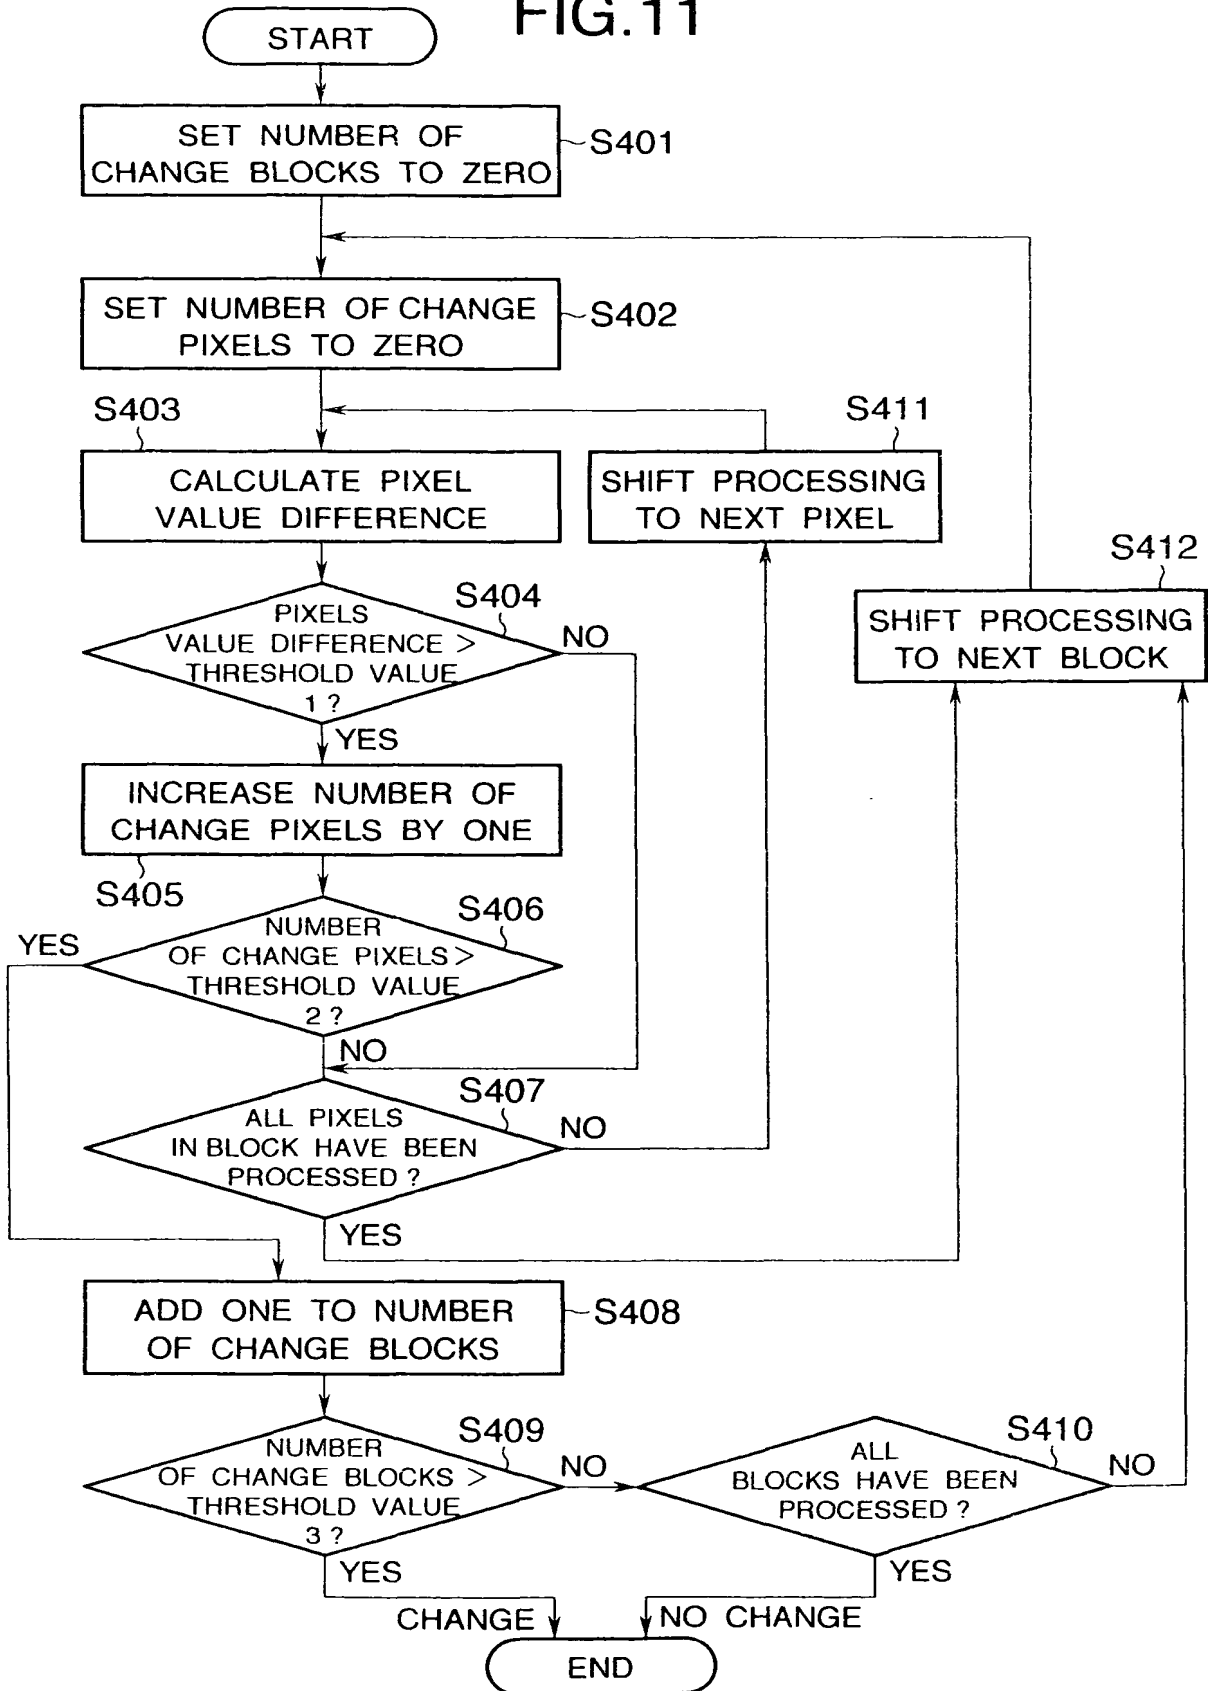 FIG.11
START
SET NUMBER OF
CHANGE BLOCKS TO ZERO
S401
SET NUMBER OF CHANGE
PIXELS TO ZERO
S402
S403
CALCULATE PIXEL
VALUE DIFFERENCE
S411
SHIFT PROCESSING
TO NEXT PIXEL
S412
SHIFT PROCESSING
TO NEXT BLOCK
S404
PIXELS
VALUE DIFFERENCE >
THRESHOLD VALUE
1 ?
NO
YES
INCREASE NUMBER OF
CHANGE PIXELS BY ONE
S405
S406
NUMBER
OF CHANGE PIXELS >
THRESHOLD VALUE
2 ?
YES
NO
S407
ALL PIXELS
IN BLOCK HAVE BEEN
PROCESSED ?
NO
YES
ADD ONE TO NUMBER
OF CHANGE BLOCKS
S408
S409
NUMBER
OF CHANGE BLOCKS >
THRESHOLD VALUE
3 ?
NO
YES
S410
ALL
BLOCKS HAVE BEEN
PROCESSED ?
NO
YES
CHANGE
NO CHANGE
END